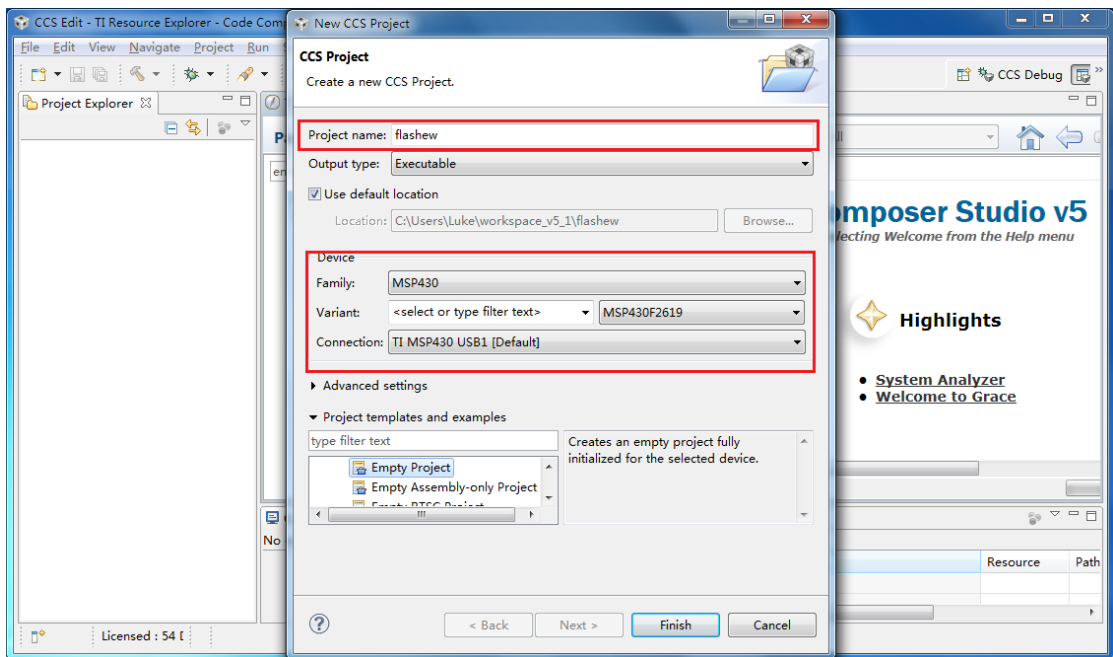 CCS Edit - TI Resource Explorer - Code Comp
File Edit View Navigate Project Run
CCS Debug
Project Explorer
New CCS Project
CCS Project
Create a new CCS Project.
Project name: flashew
Output type: Executable
Use default location
Location: C:\Users\Luke\workspace_v5_1\flashew Browse...
Device
Family: MSP430
Variant: <select or type filter text> MSP430F2619
Connection: TI MSP430 USB1 [Default]
Advanced settings
Project templates and examples
type filter text
Empty Project
Empty Assembly-only Project
Creates an empty project fully
initialized for the selected device.
< Back Next > Finish Cancel
omposer Studio v5
lecting Welcome from the Help menu
Highlights
System Analyzer
Welcome to Grace
No
Resource Path
Licensed : 54